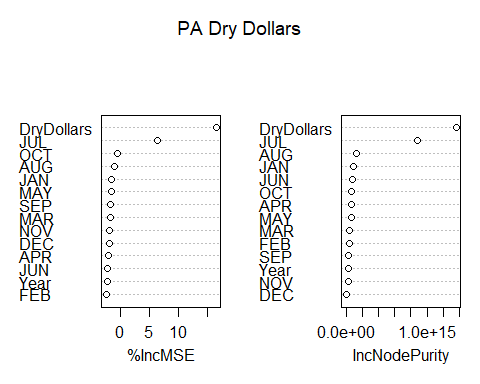 PA Dry Dollars
DryDollars
JUL
OCT
AUG
JAN
MAY
SEP
MAR
NOV
DEC
APR
JUN
Year
FEB
0 5 10
%IncMSE
DryDollars
JUL
AUG
JAN
JUN
OCT
APR
MAY
MAR
FEB
SEP
Year
NOV
DEC
0.0e+00 1.0e+15
IncNodePurity